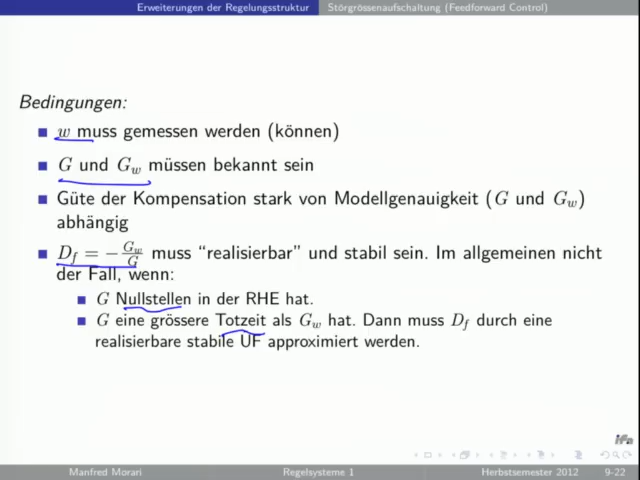 Erweiterungen der Regelungsstruktur Störgrössenaufschaltung (Feedforward Control)
Bedingungen:
w muss gemessen werden (können)
G und G_w müssen bekannt sein
Güte der Kompensation stark von Modellgenauigkeit (G und G_w)
abhängig
D_f = −\frac{G_w}{G} muss “realisierbar” und stabil sein. Im allgemeinen nicht
der Fall, wenn:
G Nullstellen in der RHE hat.
G eine grössere Totzeit als G_w hat. Dann muss D_f durch eine
realisierbare stabile ÜF approximiert werden.
ifa
Manfred Morari Regelsysteme 1 Herbstsemester 2012 9-22